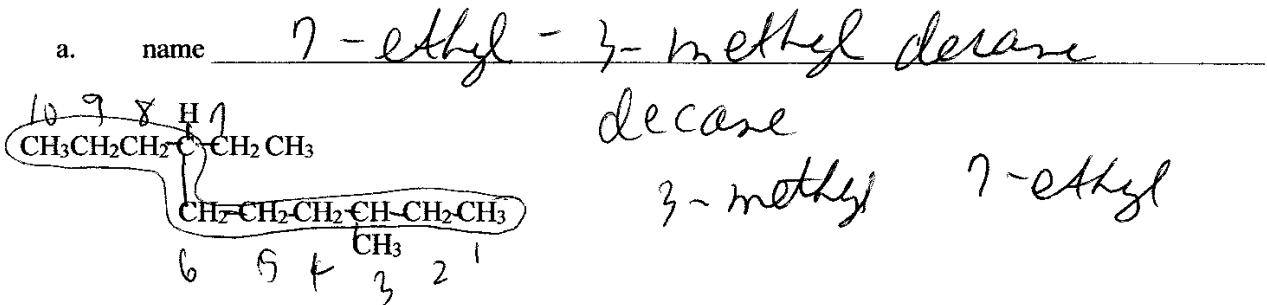 a. name 7-ethyl-3-methyl decane
decane
10 9 8 H 7
CH3CH2CH2-C-CH2CH3
3-methyl 7-ethyl
CH2-CH2-CH2-CH-CH2-CH3
CH3
6 5 4 3 2 1